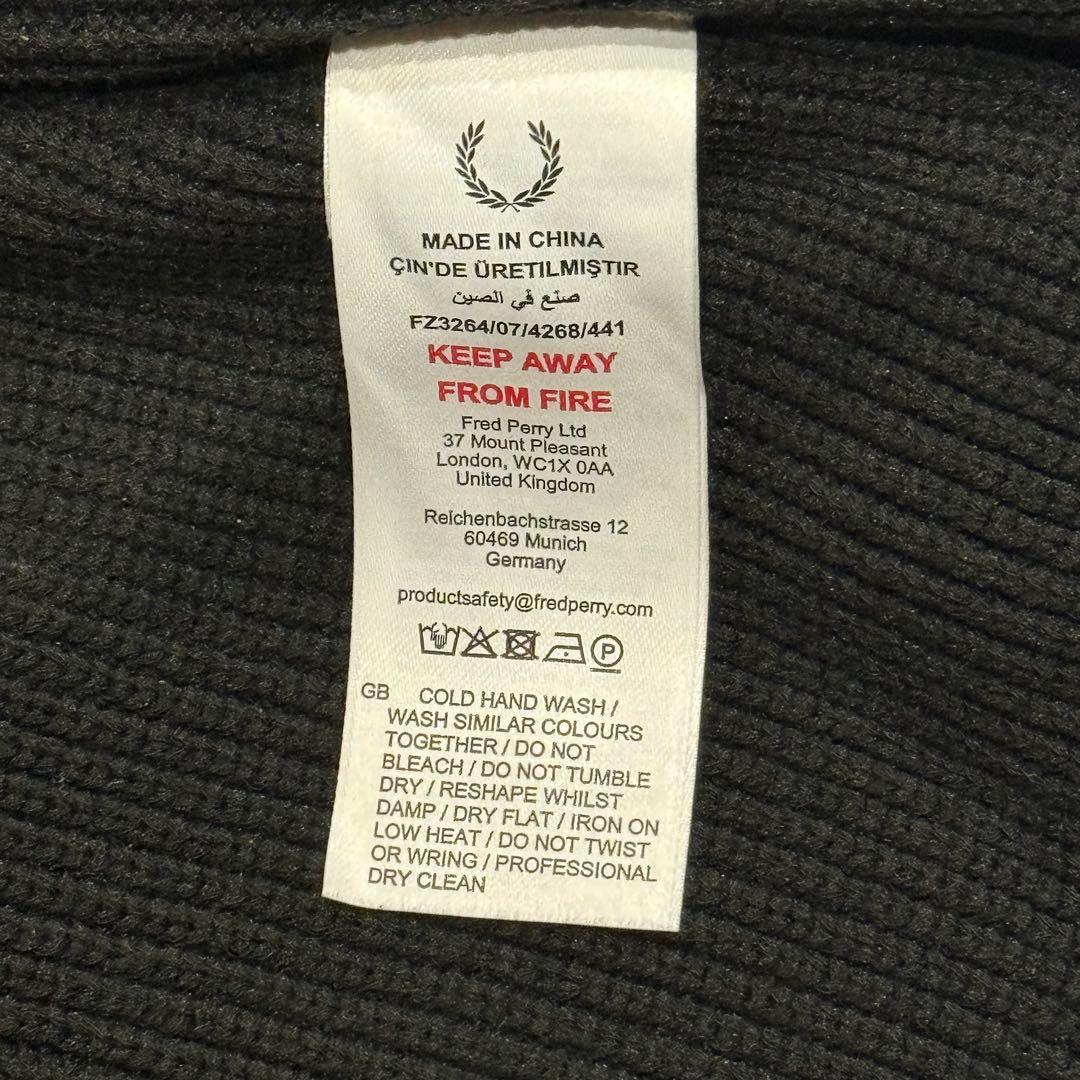 MADE IN CHINA
ÇIN'DE ÜRETILMIŞTIR
صنع في الصين
FZ3264/07/4268/441
KEEP AWAY
FROM FIRE
Fred Perry Ltd
37 Mount Pleasant
London, WC1X 0AA
United Kingdom
Reichenbachstrasse 12
60469 Munich
Germany
productsafety@fredperry.com
P
GB COLD HAND WASH /
WASH SIMILAR COLOURS
TOGETHER / DO NOT
BLEACH / DO NOT TUMBLE
DRY / RESHAPE WHILST
DAMP / DRY FLAT / IRON ON
LOW HEAT / DO NOT TWIST
OR WRING / PROFESSIONAL
DRY CLEAN